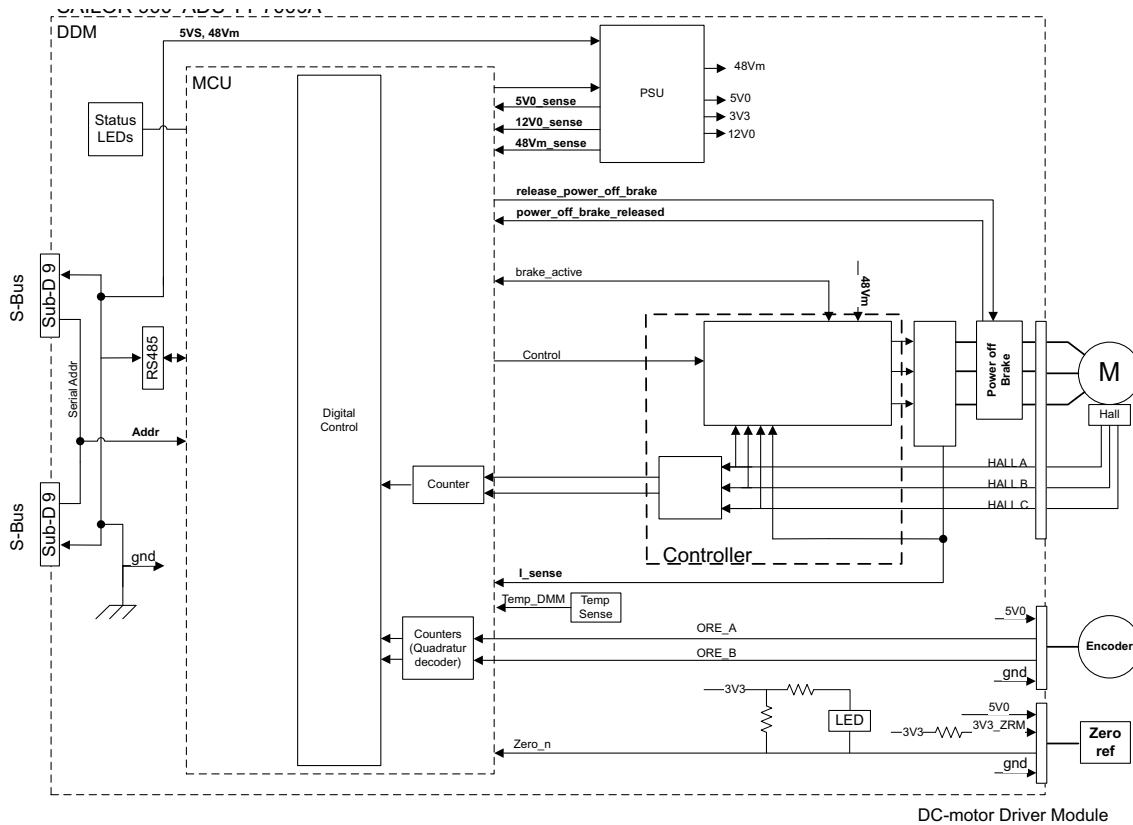 DDM
5VS, 48Vm
MCU
PSU
48Vm
5V0
3V3
12V0
5V0_sense
12V0_sense
48Vm_sense
Status
LEDs
release_power_off_brake
power_off_brake_released
brake_active
48Vm
S-Bus
Sub-D 9
RS485
Serial Addr
Addr
Control
Digital
Control
Power off
Brake
M
Hall
HALL A
HALL B
HALL C
Counter
S-Bus
Sub-D 9
gnd
Controller
I_sense
Temp_DMM
Temp
Sense
Counters
(Quadratur
decoder)
ORE_A
ORE_B
5V0
Encoder
gnd
3V3
LED
5V0
3V3
3V3_ZRM
Zero
ref
Zero_n
gnd
DC-motor Driver Module